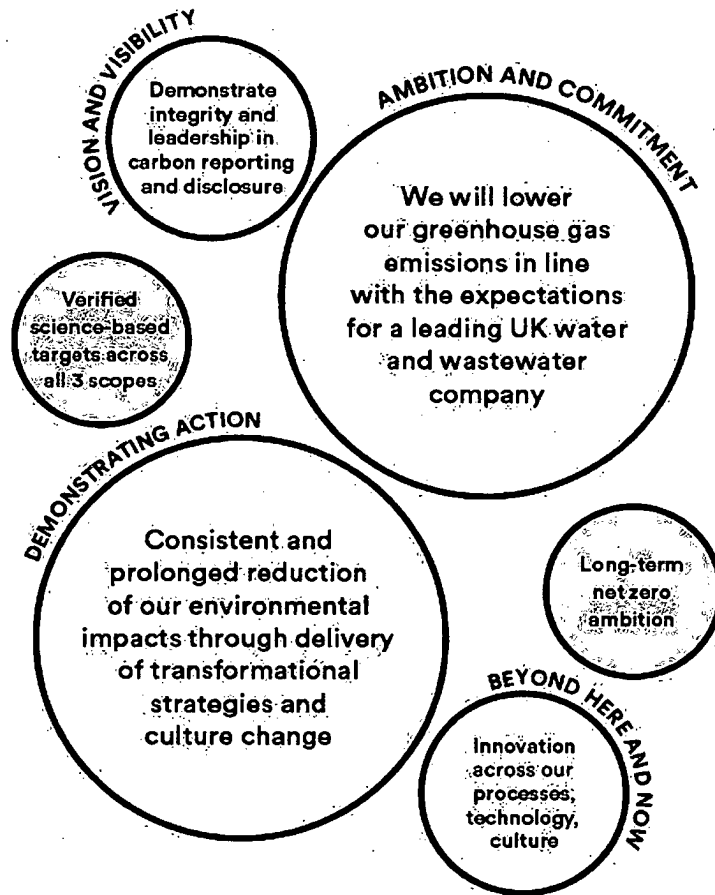 VISION AND VISIBILITY
Demonstrate
integrity and
leadership in
carbon reporting
and disclosure
AMBITION AND COMMITMENT
We will lower
our greenhouse gas
emissions in line
with the expectations
for a leading UK water
and wastewater
company
Verified
science-based
targets across
all 3 scopes
DEMONSTRATING ACTION
Consistent and
prolonged reduction
of our environmental
impacts through delivery
of transformational
strategies and
culture change
Long-term
net zero
ambition
BEYOND HERE AND NOW
Innovation
across our
processes,
technology,
culture